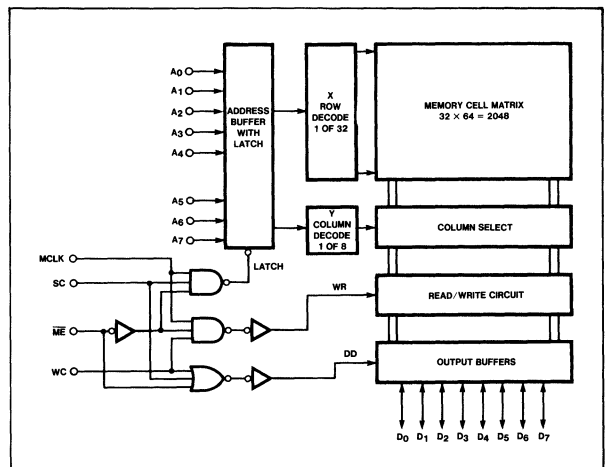 A0
A1
A2
A3
A4
A5
A6
A7
ADDRESS
BUFFER
WITH
LATCH
X
ROW
DECODE
1 OF 32
MEMORY CELL MATRIX
32 × 64 = 2048
Y
COLUMN
DECODE
1 OF 8
COLUMN SELECT
MCLK
SC
ME
WC
LATCH
WR
READ/WRITE CIRCUIT
DD
OUTPUT BUFFERS
D0 D1 D2 D3 D4 D5 D6 D7